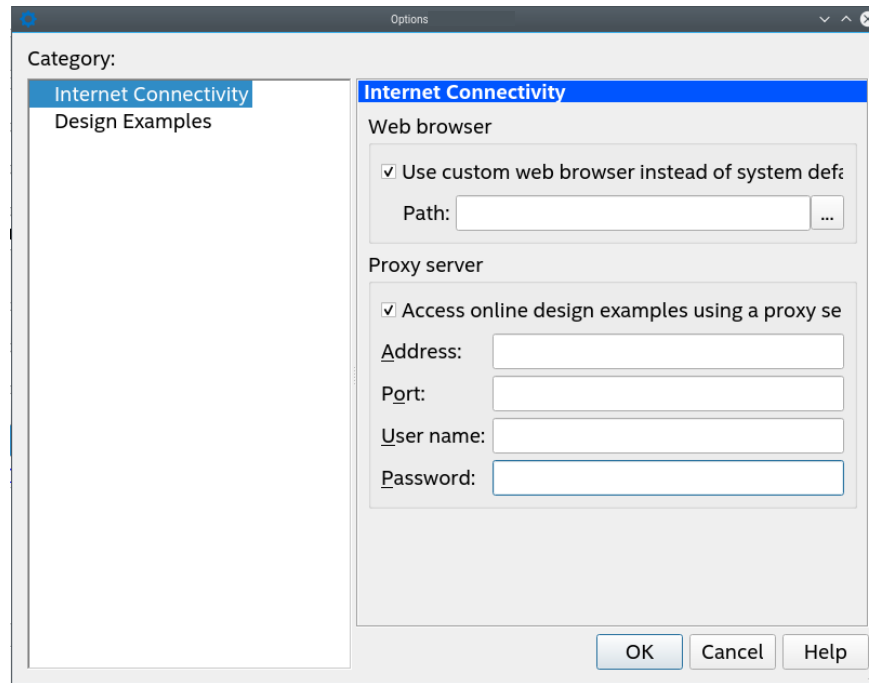 Options
Category:
Internet Connectivity
Design Examples
Internet Connectivity
Web browser
Use custom web browser instead of system defa
Path:
...
Proxy server
Access online design examples using a proxy se
Address:
Port:
User name:
Password:
OK Cancel Help